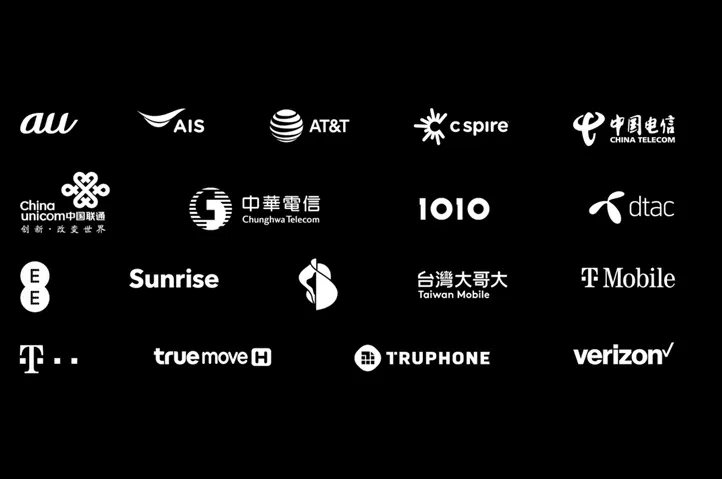 au
AIS
AT&T
c spire
中国电信
CHINA TELECOM
China
unicom中国联通
创新·改变世界
中華電信
Chunghwa Telecom
1010
dtac
EE
Sunrise
台灣大哥大
Taiwan Mobile
T Mobile
T
truemove H
TRUPHONE
verizon